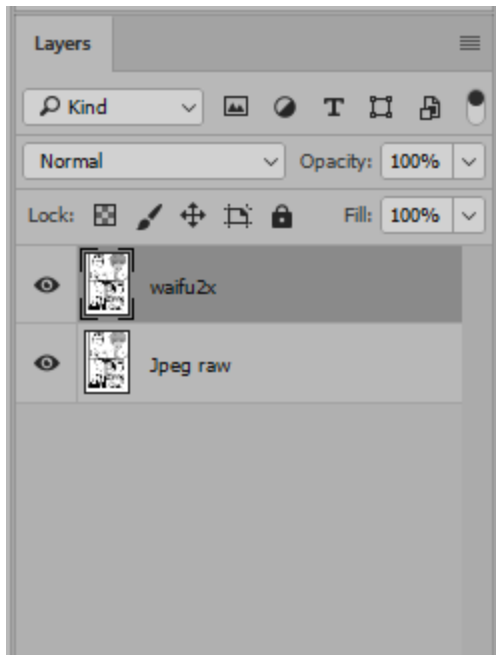 Layers
Kind
Normal Opacity: 100%
Lock: Fill: 100%
waifu2x
Jpeg raw